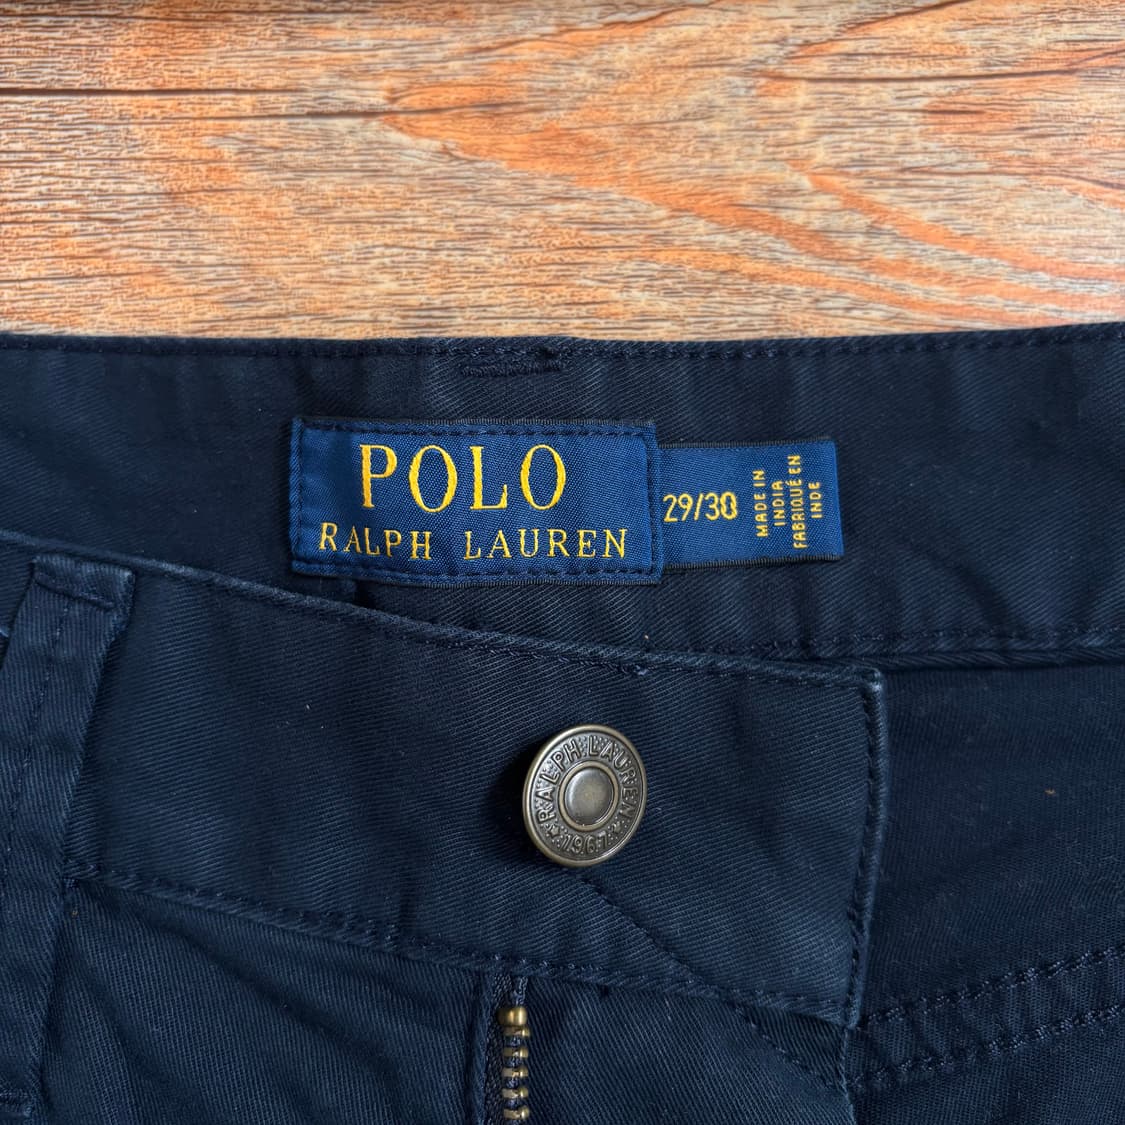 POLO
RALPH LAUREN
29/30
MADE IN
INDIA
FABRIQUÉ EN
INDE
RALPH LAUREN
1967